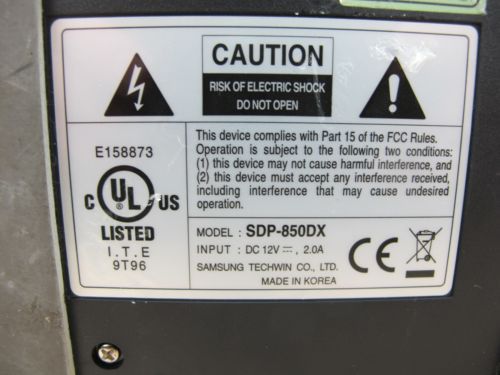 CAUTION
RISK OF ELECTRIC SHOCK
DO NOT OPEN
E158873
C UL US
LISTED
I.T.E
9T96
This device complies with Part 15 of the FCC Rules.
Operation is subject to the following two conditions:
(1) this device may not cause harmful interference, and
(2) this device must accept any interference received,
including interference that may cause undesired
operation.
MODEL : SDP-850DX
INPUT : DC 12V ⎓, 2.0A
SAMSUNG TECHWIN CO., LTD.
MADE IN KOREA
CE